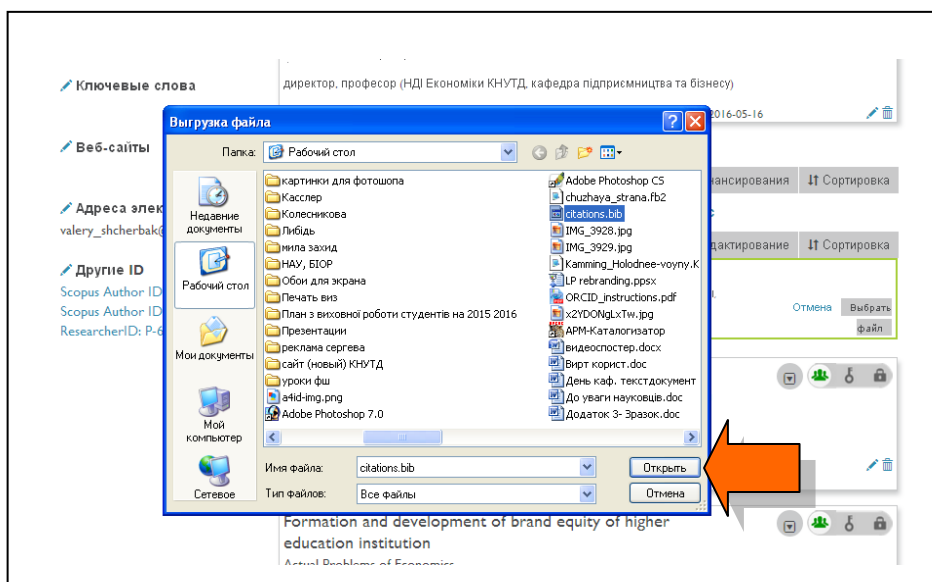 директор, професор (НДІ Економіки КНУТД, кафедра підприємництва та бізнесу)
Ключевые слова
2016-05-16
Веб-сайты
Адреса элек
valery_shcherbak@
Другие ID
Scopus Author ID
Scopus Author ID
ResearcherID: P-6
Сортировка
Сортировка
Отмена
Выбрать файл
Выгрузка файла
Папка:
Рабочий стол
Недавние документы
Рабочий стол
Мои документы
Мой компьютер
Сетевое
картинки для фотошопа
Касслер
Колесникова
Либідь
мила захид
НАУ, БІОР
Обои для экрана
Печать виз
План з виховної роботи студентів на 2015 2016
Презентации
реклама сергева
сайт (новый) КНУТД
уроки фш
a4id-img.png
Adobe Photoshop 7.0
Adobe Photoshop CS
chuzhaya_strana.fb2
citations.bib
IMG_3928.jpg
IMG_3929.jpg
Kamming_Holodnee-voyny.К
LP rebranding.ppsx
ORCID_instructions.pdf
x2YDONgLxTw.jpg
АРМ-Каталогизатор
видеоспостер.docx
Вирт корист.doc
День каф. текстдокумент
До уваги науковців.doc
Додаток 3- Зразок.doc
Имя файла:
citations.bib
Открыть
Тип файлов:
Все файлы
Отмена
Formation and development of brand equity of higher
education institution
Actual Problems of Economics